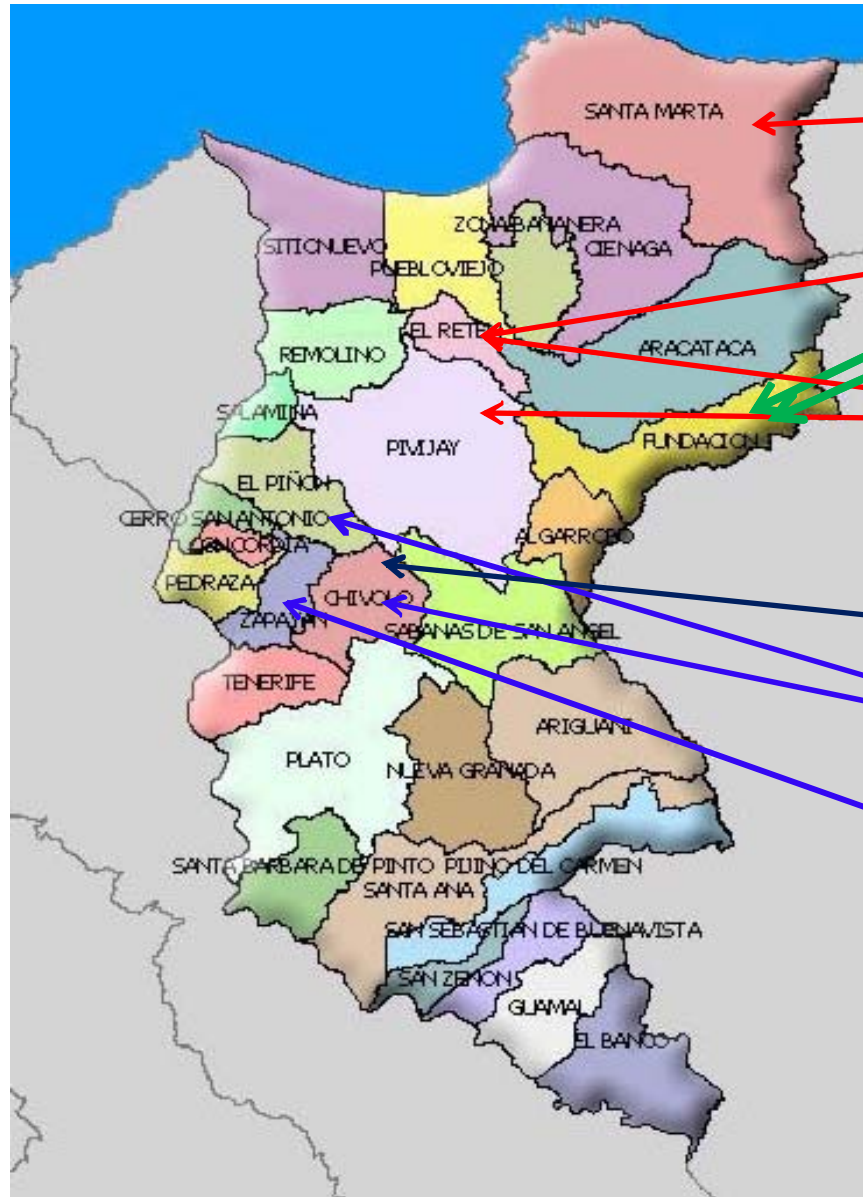 SANTA MARTA
ZONA BANANERA
SITIONUEVO
CIENAGA
PUEBLOVIEJO
EL RETEN
REMOLINO
ARACATACA
SALAMINA
PIVIJAY
FUNDACION
EL PIÑON
CERRO SAN ANTONIO
ALGARROBO
CONCORDIA
PEDRAZA
CHIVOLO
ZAPAYAN
SABANAS DE SAN ANGEL
TENERIFE
ARIGUANI
PLATO
NUEVA GRANADA
SANTA BARBARA DE PINTO
PIJINO DEL CARMEN
SANTA ANA
SAN SEBASTIAN DE BUENAVISTA
SAN ZENON
GUAMAL
EL BANCO